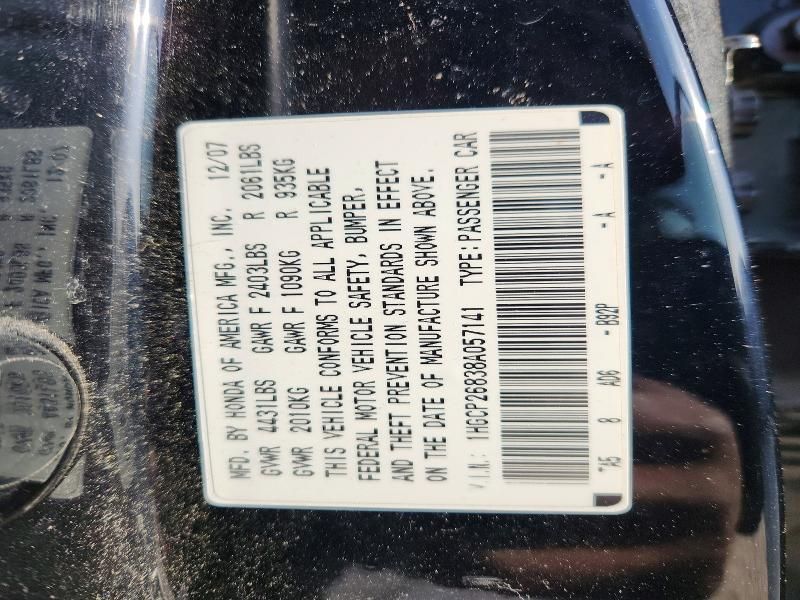 MFD. BY HONDA OF AMERICA MFG., INC. 12/07
GVWR 4431LBS GAWR F 2403LBS R 2061LBS
GVWR 2010KG GAWR F 1090KG R 935KG
THIS VEHICLE CONFORMS TO ALL APPLICABLE
FEDERAL MOTOR VEHICLE SAFETY, BUMPER,
AND THEFT PREVENTION STANDARDS IN EFFECT
ON THE DATE OF MANUFACTURE SHOWN ABOVE.
V.I.N.: 1HGCP26838A057141 TYPE: PASSENGER CAR
TA5 8 A06 -B92P -A -A